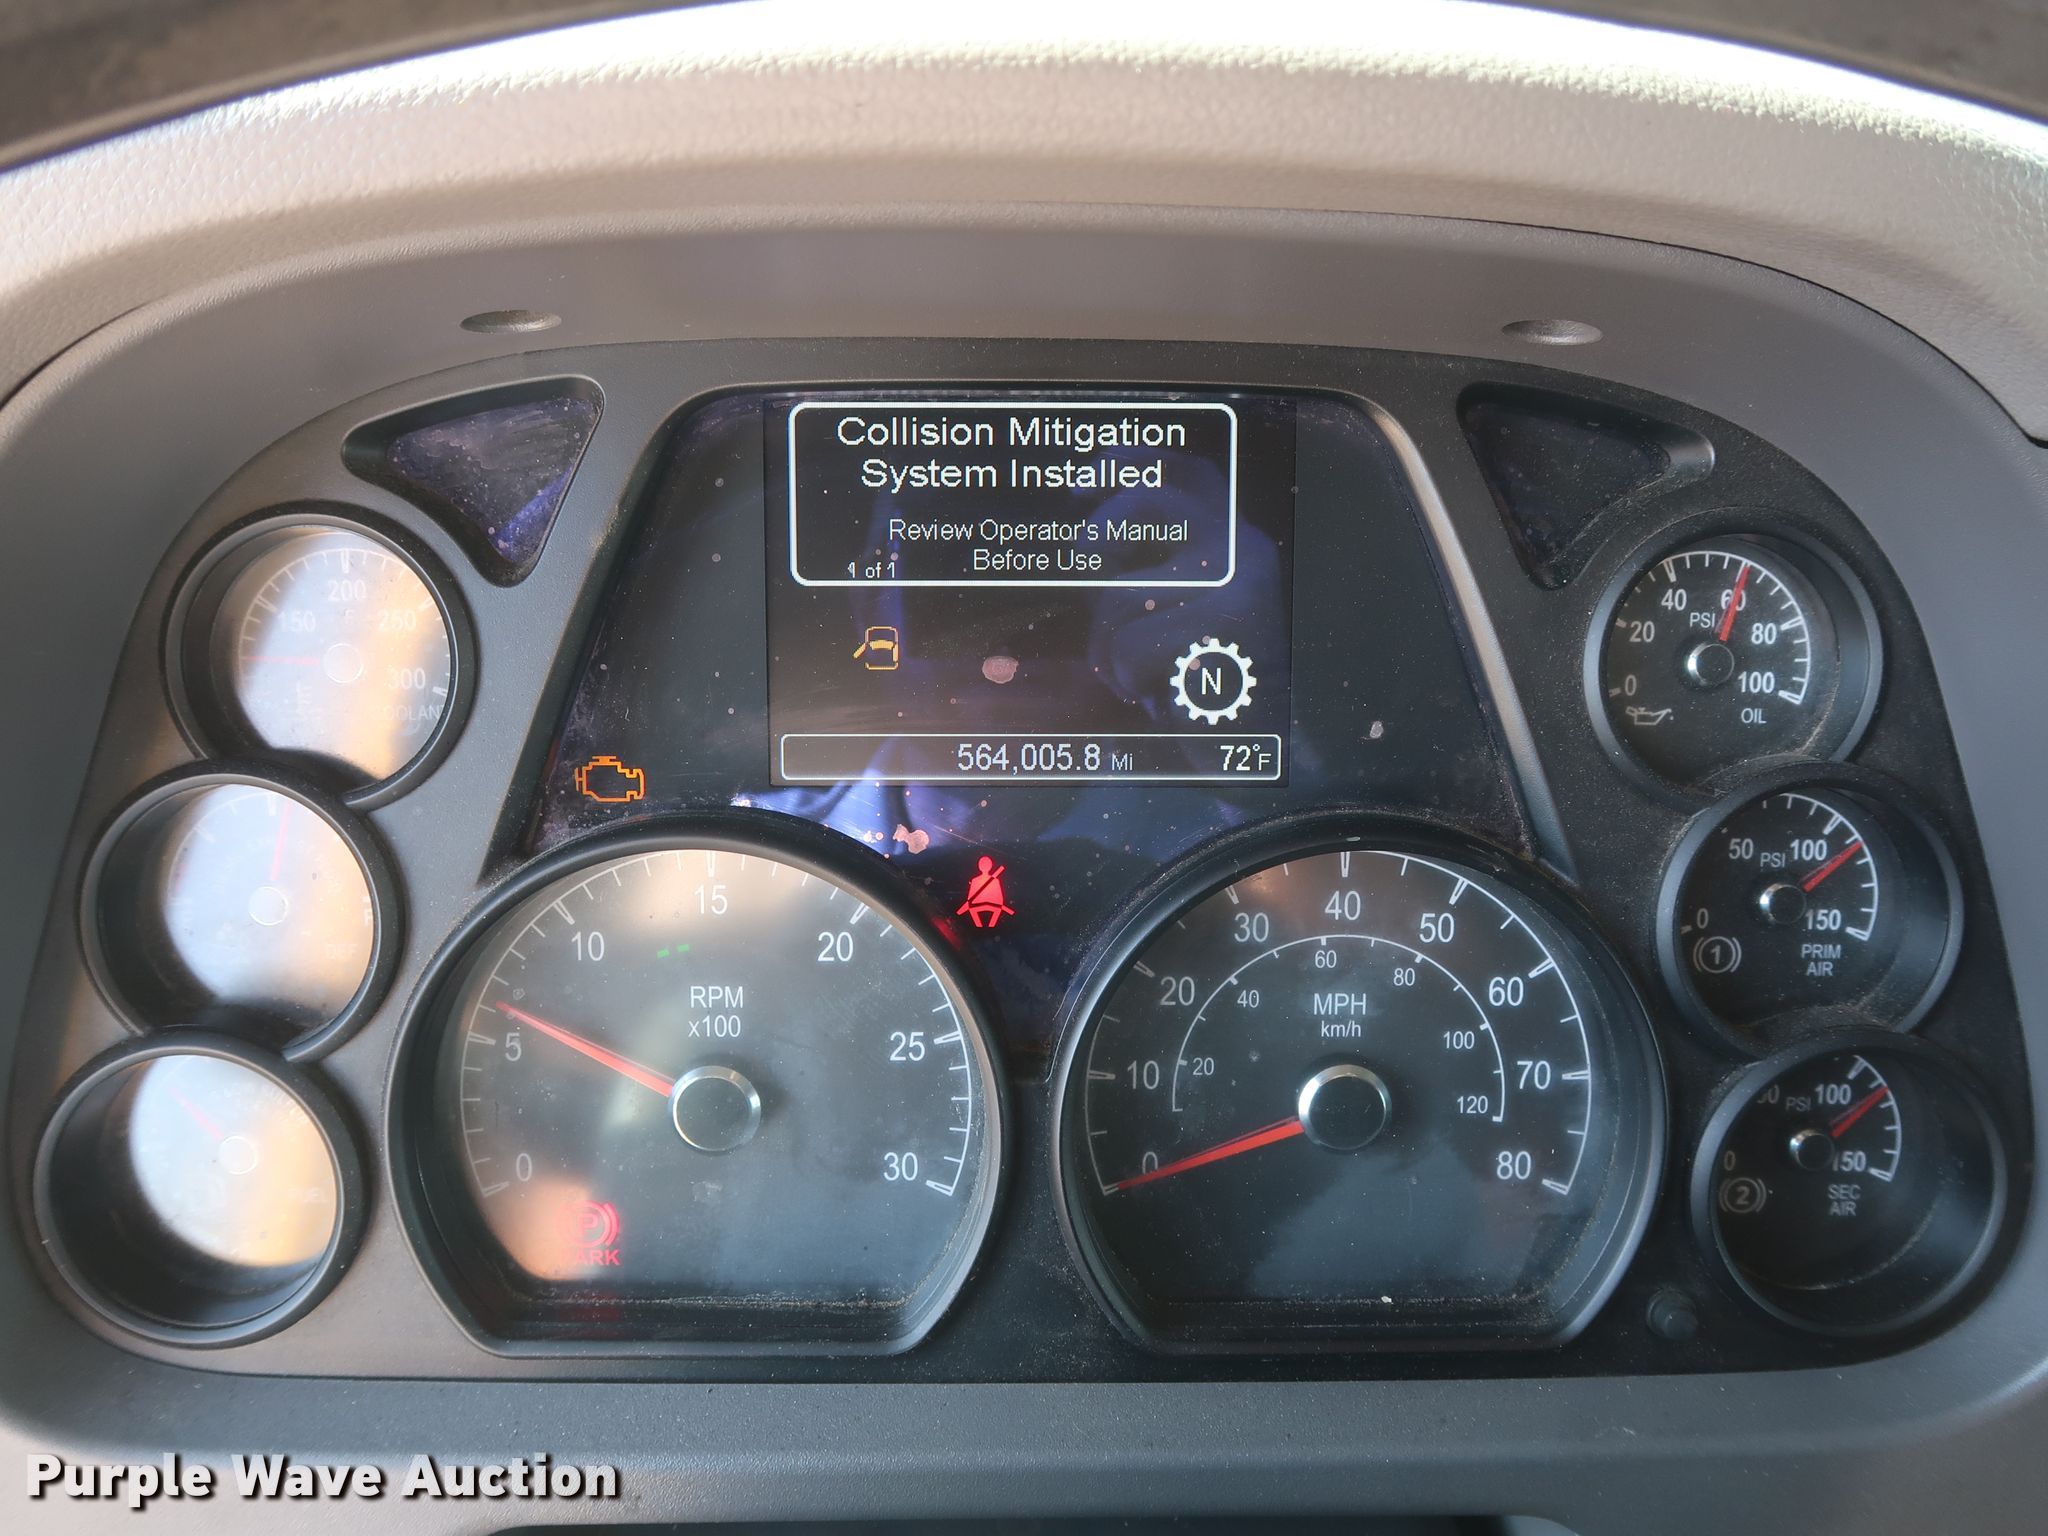 Collision Mitigation
System Installed
Review Operator's Manual
Before Use
1 of 1
N
564,005.8 Mi
72°F
150
200
F
250
300
COOLANT
DEF
FUEL
0
5
10
15
20
25
30
RPM
x100
P
PARK
0
10
20
30
40
50
60
70
80
MPH
km/h
20
40
60
80
100
120
0
20
40
60
80
100
PSI
OIL
0
50
PSI
100
150
1
PRIM
AIR
0
PSI
100
150
2
SEC
AIR
Purple Wave Auction